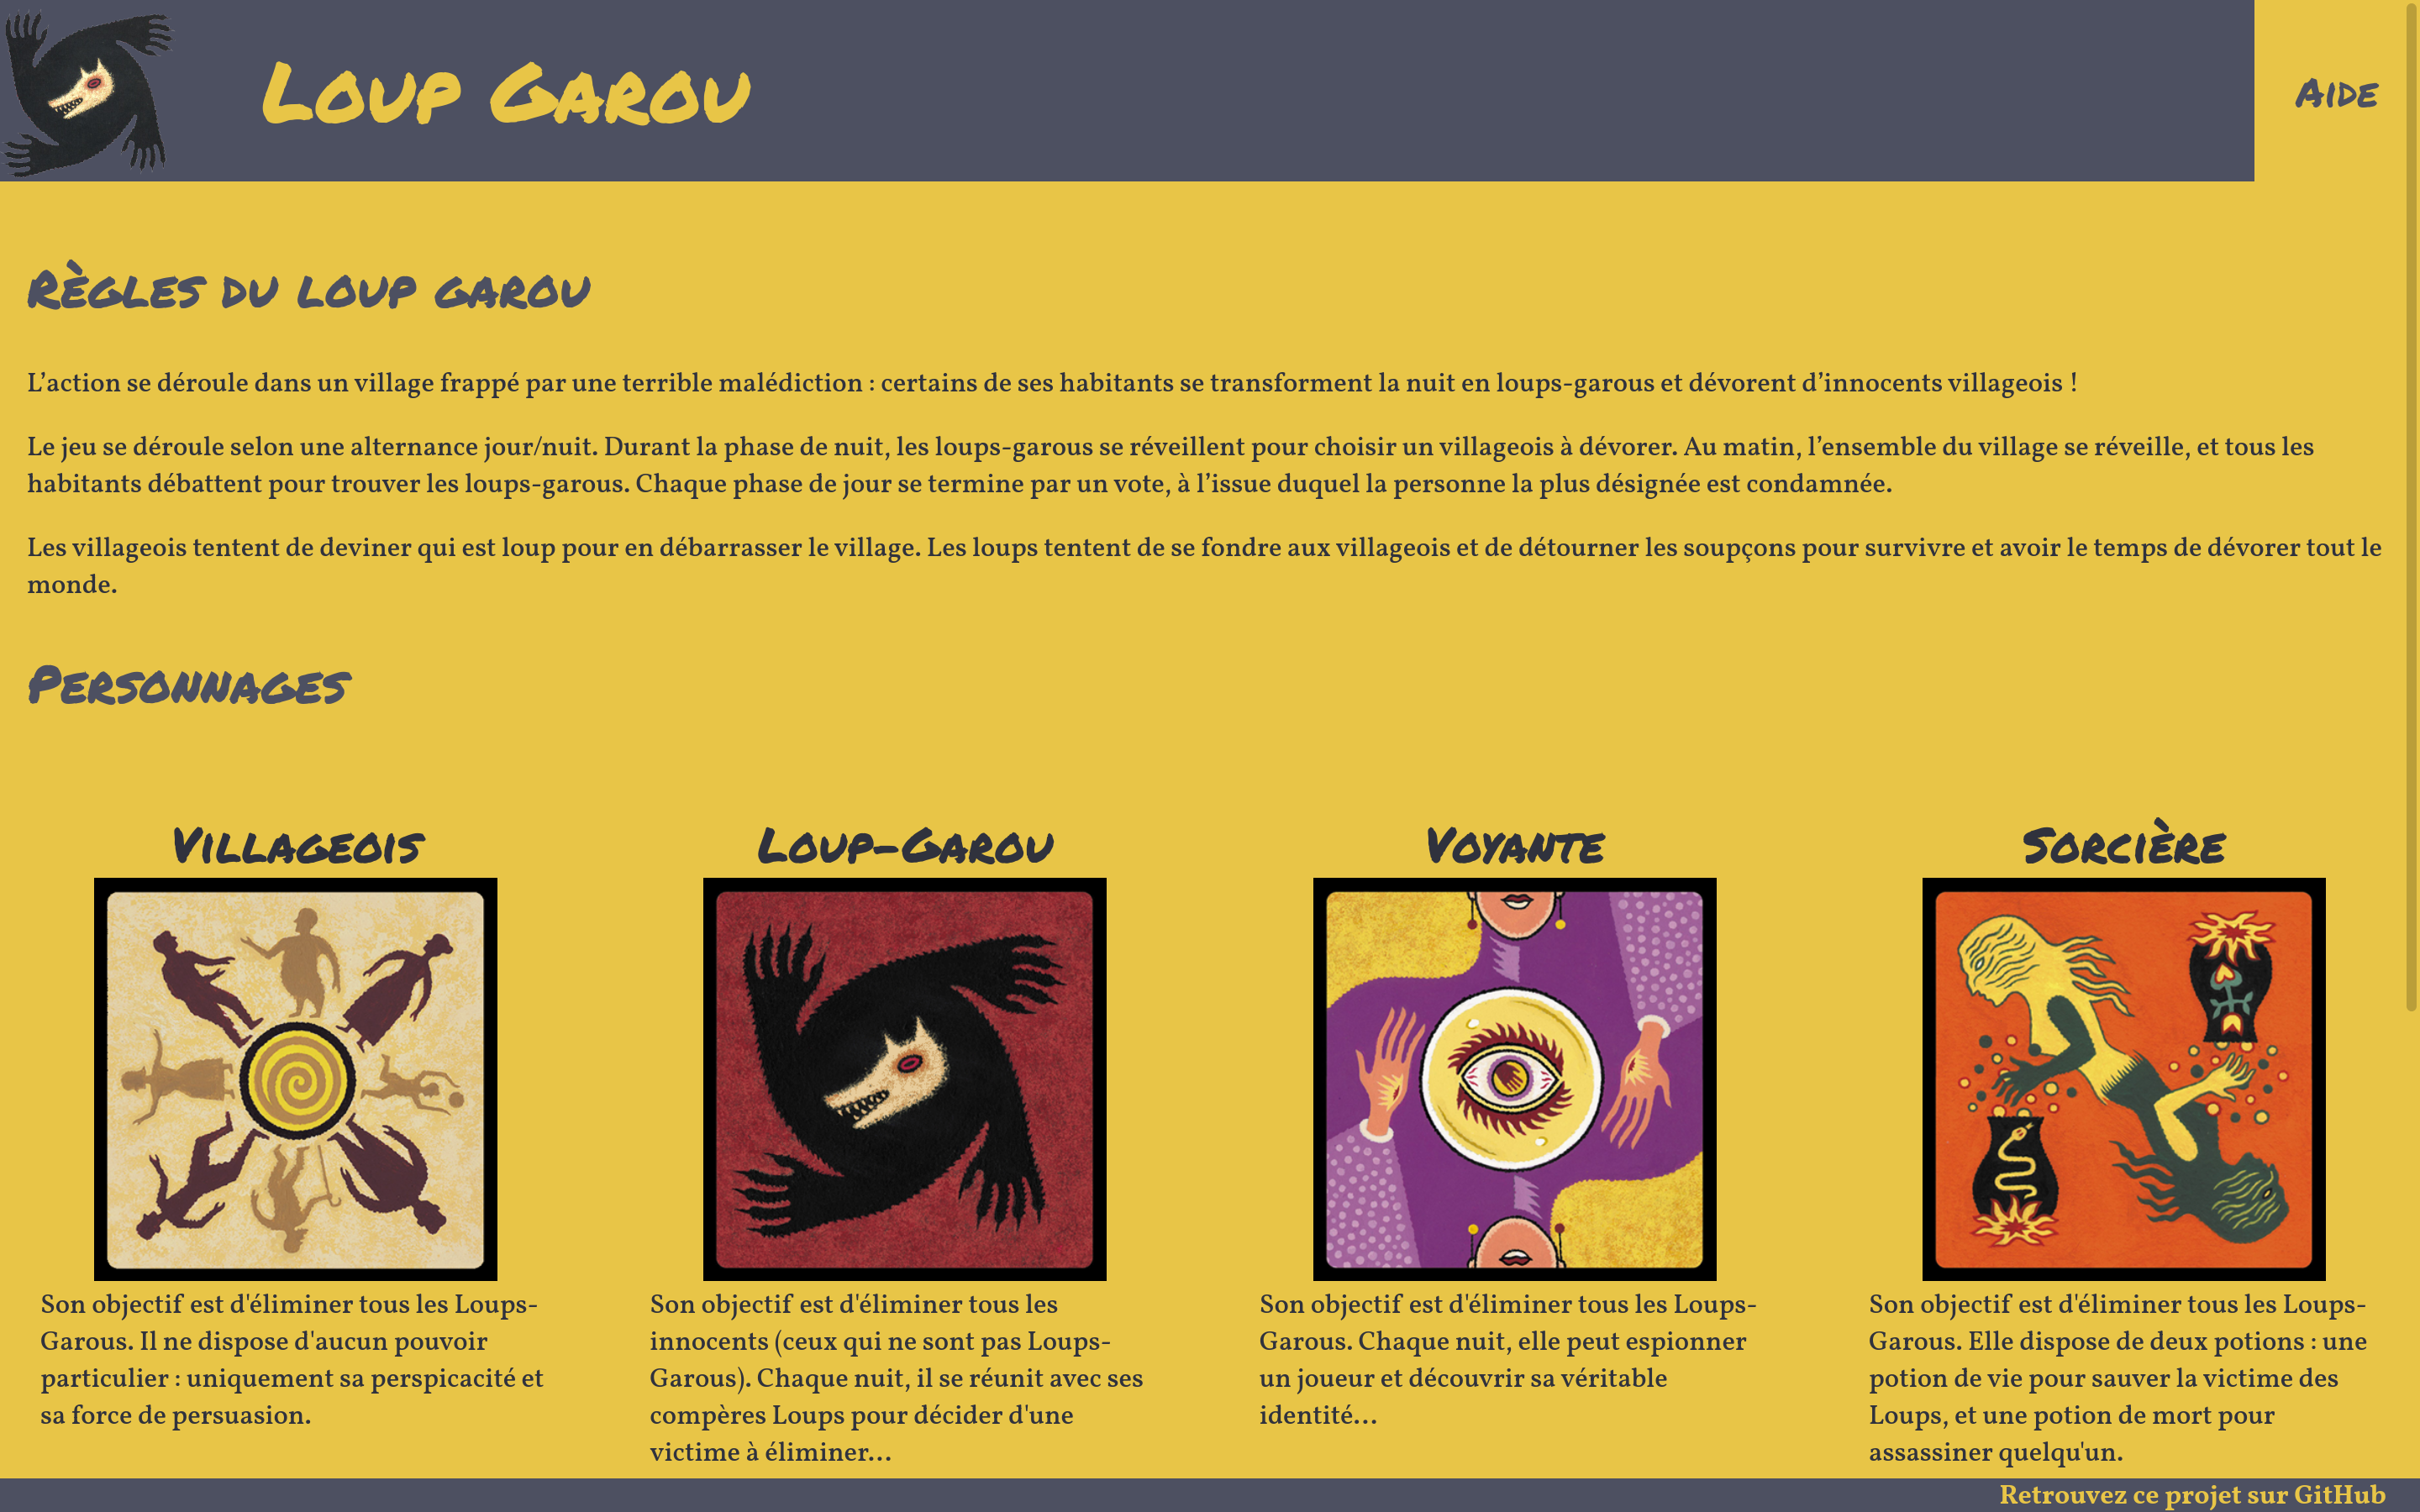 Loup Garou
Aide
Règles du loup garou
L’action se déroule dans un village frappé par une terrible malédiction : certains de ses habitants se transforment la nuit en loups-garous et dévorent d’innocents villageois !
Le jeu se déroule selon une alternance jour/nuit. Durant la phase de nuit, les loups-garous se réveillent pour choisir un villageois à dévorer. Au matin, l’ensemble du village se réveille, et tous les
habitants débattent pour trouver les loups-garous. Chaque phase de jour se termine par un vote, à l’issue duquel la personne la plus désignée est condamnée.
Les villageois tentent de deviner qui est loup pour en débarrasser le village. Les loups tentent de se fondre aux villageois et de détourner les soupçons pour survivre et avoir le temps de dévorer tout le
monde.
Personnages
Villageois
Son objectif est d'éliminer tous les Loups-
Garous. Il ne dispose d'aucun pouvoir
particulier : uniquement sa perspicacité et
sa force de persuasion.
Loup-Garou
Son objectif est d'éliminer tous les
innocents (ceux qui ne sont pas Loups-
Garous). Chaque nuit, il se réunit avec ses
compères Loups pour décider d'une
victime à éliminer...
Voyante
Son objectif est d'éliminer tous les Loups-
Garous. Chaque nuit, elle peut espionner
un joueur et découvrir sa véritable
identité...
Sorcière
Son objectif est d'éliminer tous les Loups-
Garous. Elle dispose de deux potions : une
potion de vie pour sauver la victime des
Loups, et une potion de mort pour
assassiner quelqu'un.
Retrouvez ce projet sur GitHub